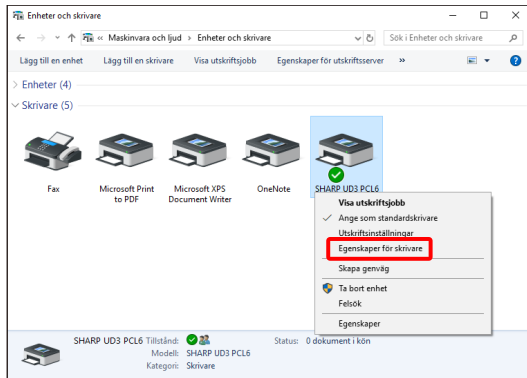 Enheter och skrivare
« Maskinvara och ljud › Enheter och skrivare
Sök i Enheter och skrivare
Lägg till en enhet Lägg till en skrivare Visa utskriftsjobb Egenskaper för utskriftsserver »
Enheter (4)
Skrivare (5)
Fax
Microsoft Print
to PDF
Microsoft XPS
Document Writer
OneNote
SHARP UD3 PCL6
Visa utskriftsjobb
Ange som standardskrivare
Utskriftsinställningar
Egenskaper för skrivare
Skapa genväg
Ta bort enhet
Felsök
Egenskaper
SHARP UD3 PCL6 Tillstånd: Status: 0 dokument i kön
Modell: SHARP UD3 PCL6
Kategori: Skrivare